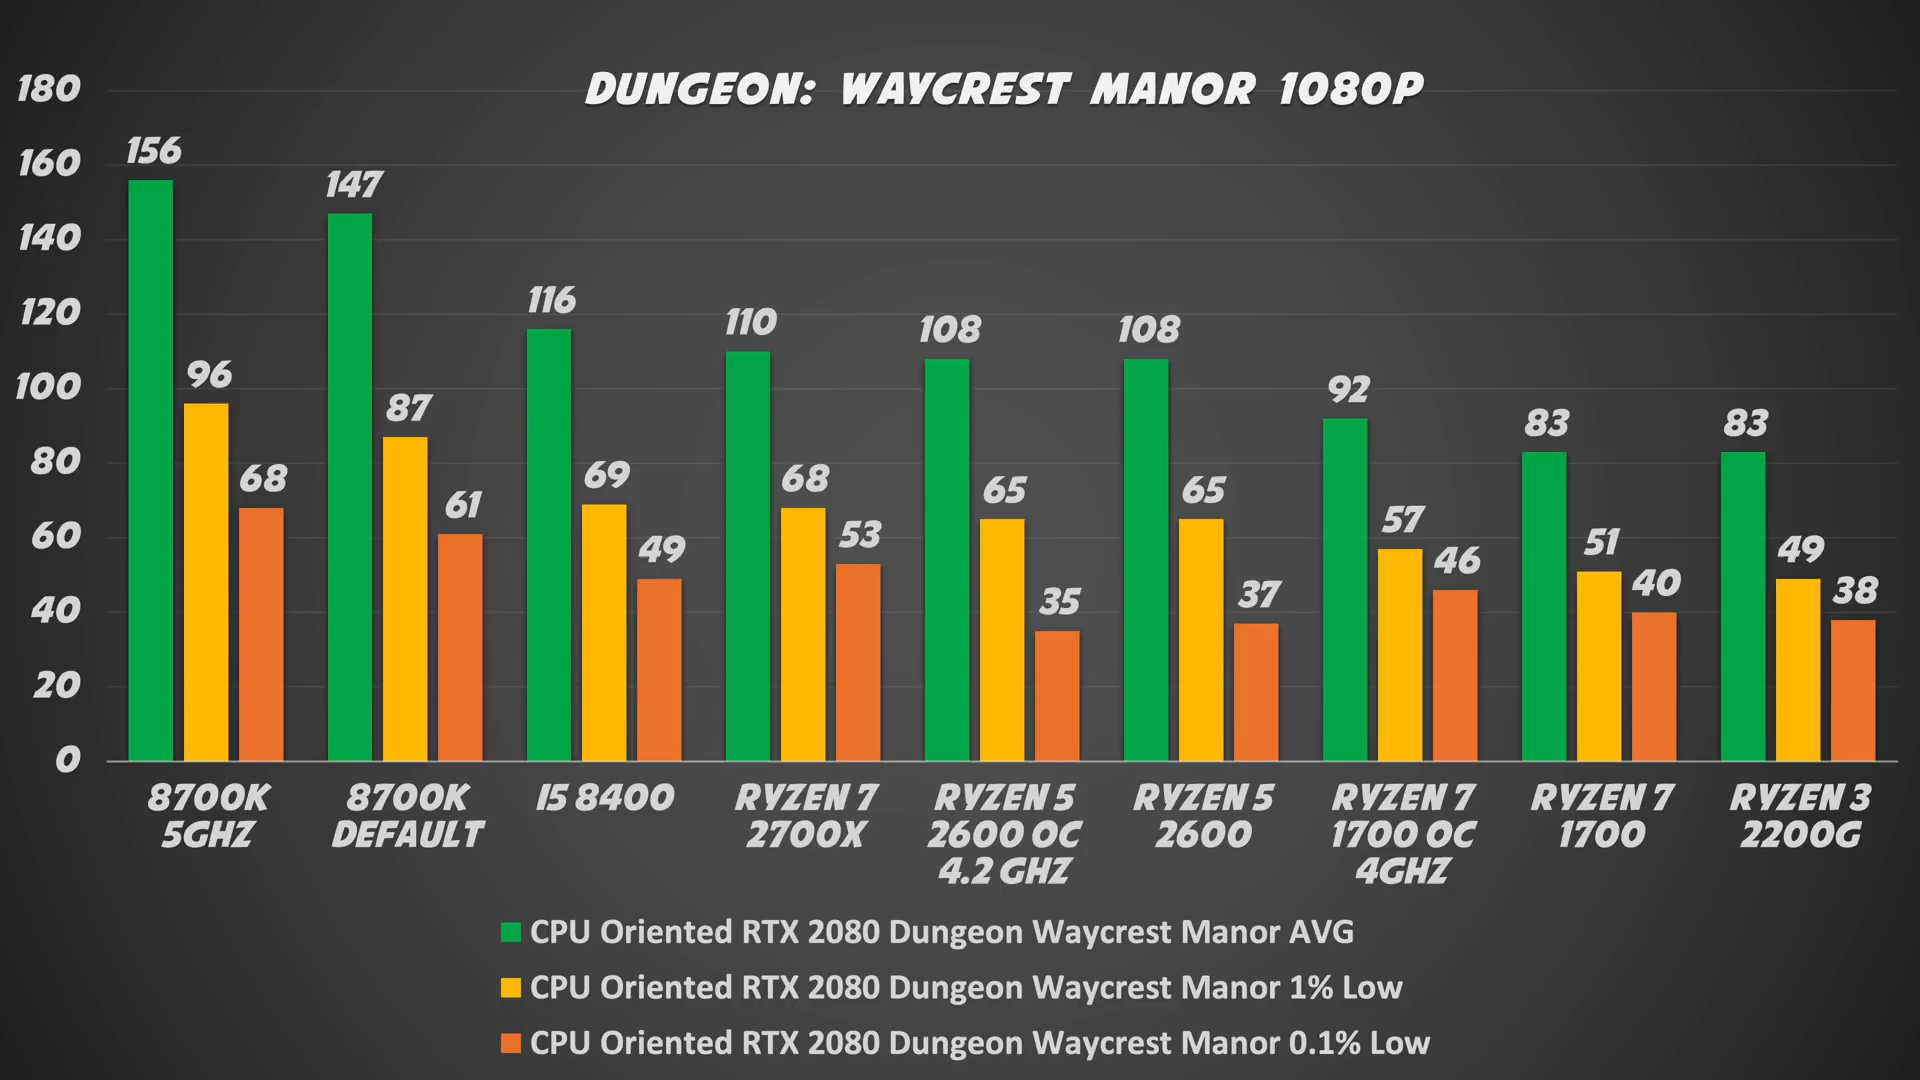 DUNGEON: WAYCREST MANOR 1080P
180
160
140
120
100
80
60
40
20
0
156
96
68
147
87
61
116
69
49
110
68
53
108
65
35
108
65
37
92
57
46
83
51
40
83
49
38
8700K
5GHZ
8700K
DEFAULT
I5 8400
RYZEN 7
2700X
RYZEN 5
2600 OC
4.2 GHZ
RYZEN 5
2600
RYZEN 7
1700 OC
4GHZ
RYZEN 7
1700
RYZEN 3
2200G
CPU Oriented RTX 2080 Dungeon Waycrest Manor AVG
CPU Oriented RTX 2080 Dungeon Waycrest Manor 1% Low
CPU Oriented RTX 2080 Dungeon Waycrest Manor 0.1% Low